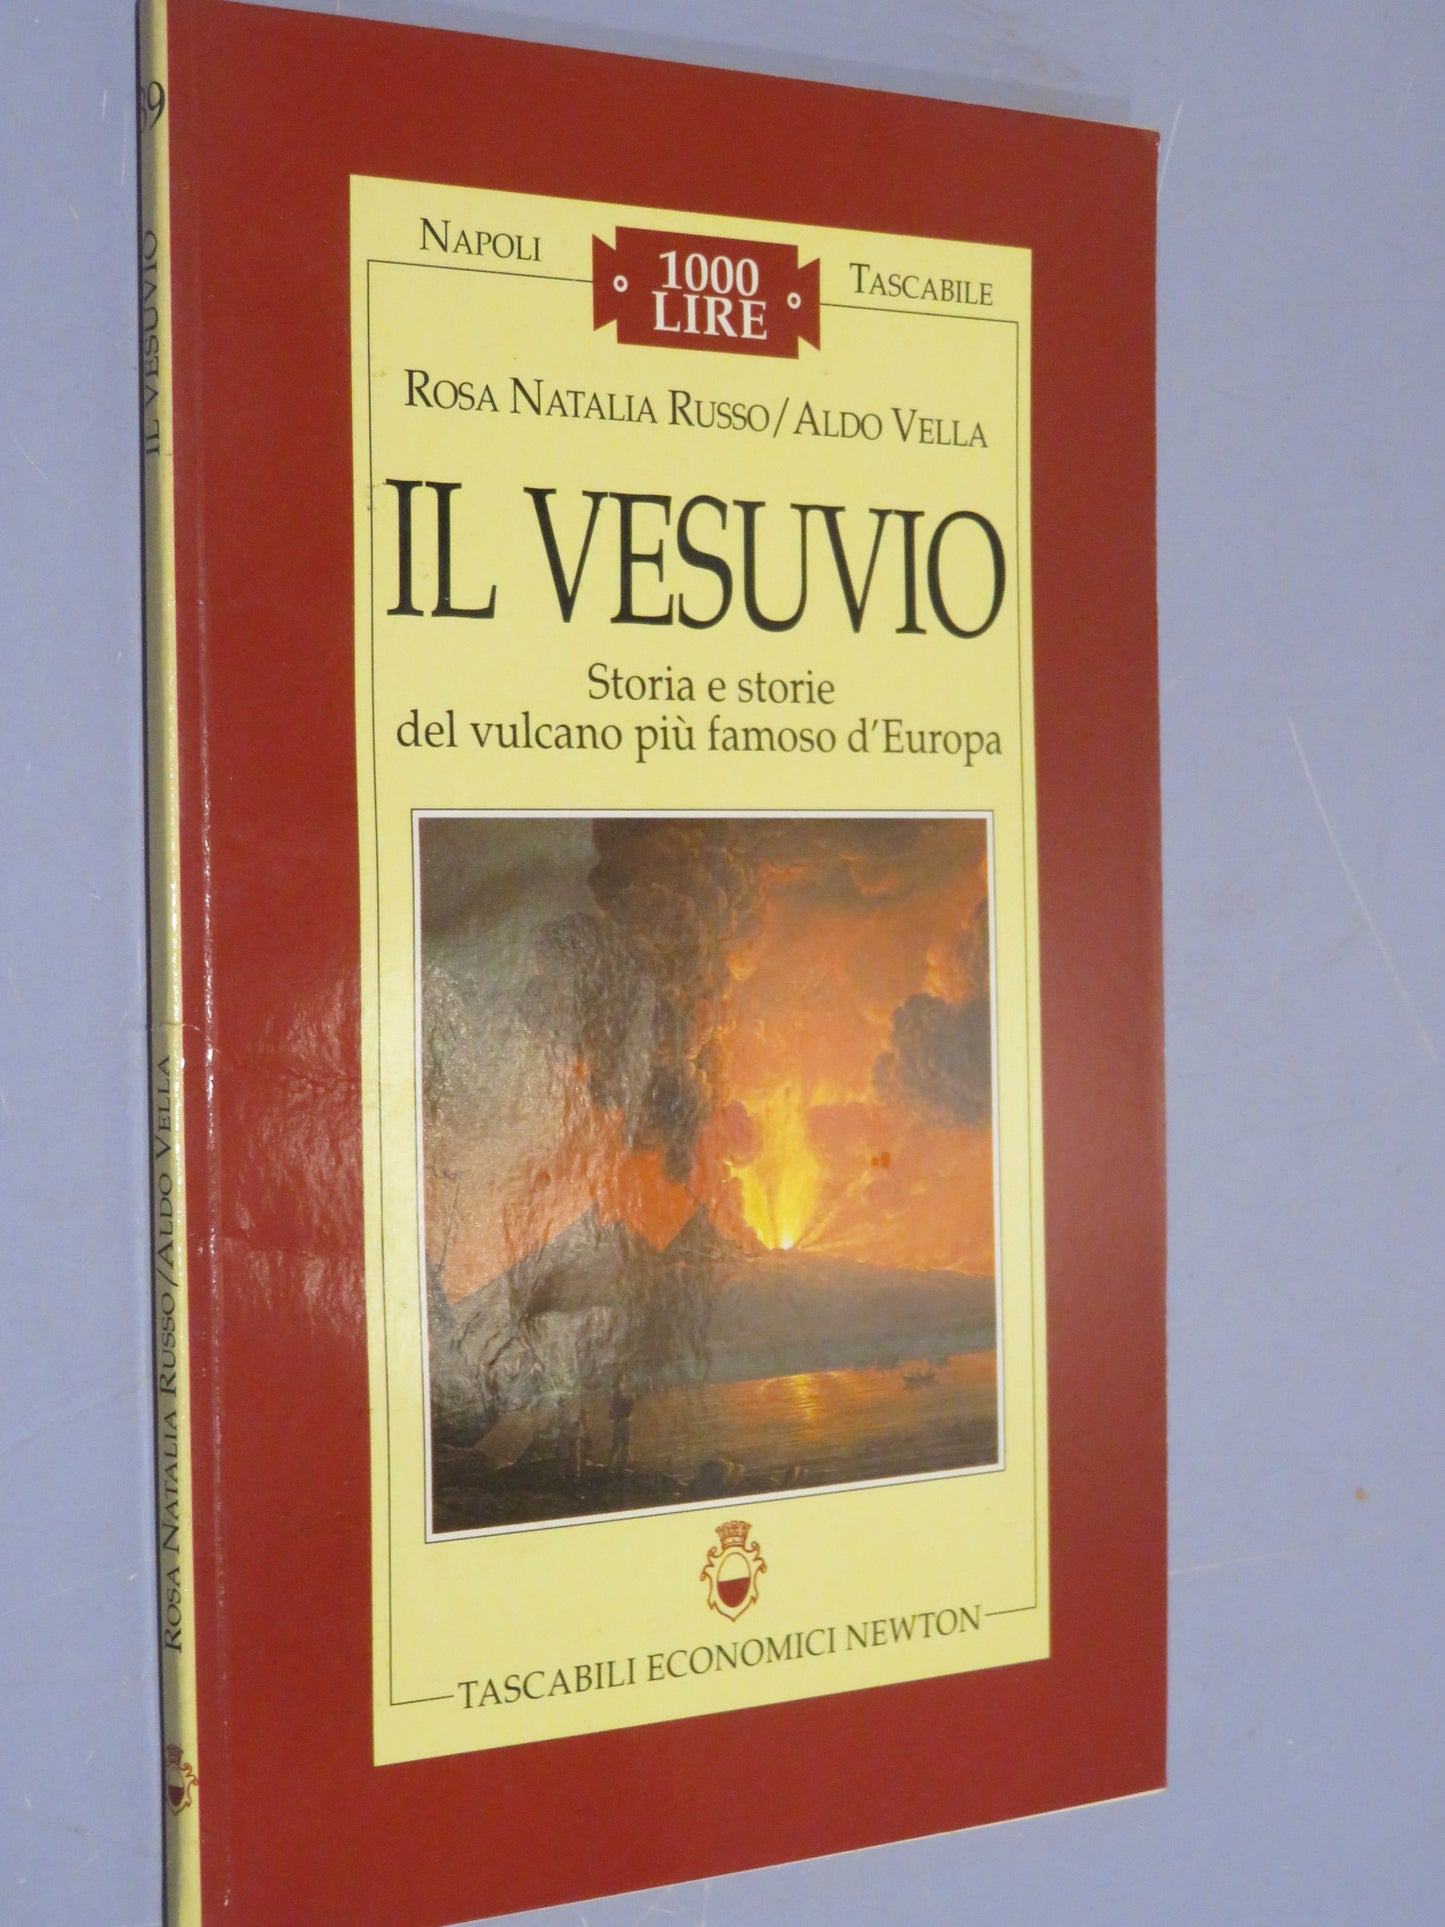 NAPOLI
1000
LIRE
TASCABILE
ROSA NATALIA RUSSO/ALDO VELLA
IL VESUVIO
Storia e storie
del vulcano più famoso d'Europa
TASCABILI ECONOMICI NEWTON
39
IL VESUVIO
ROSA NATALIA RUSSO/ALDO VELLA